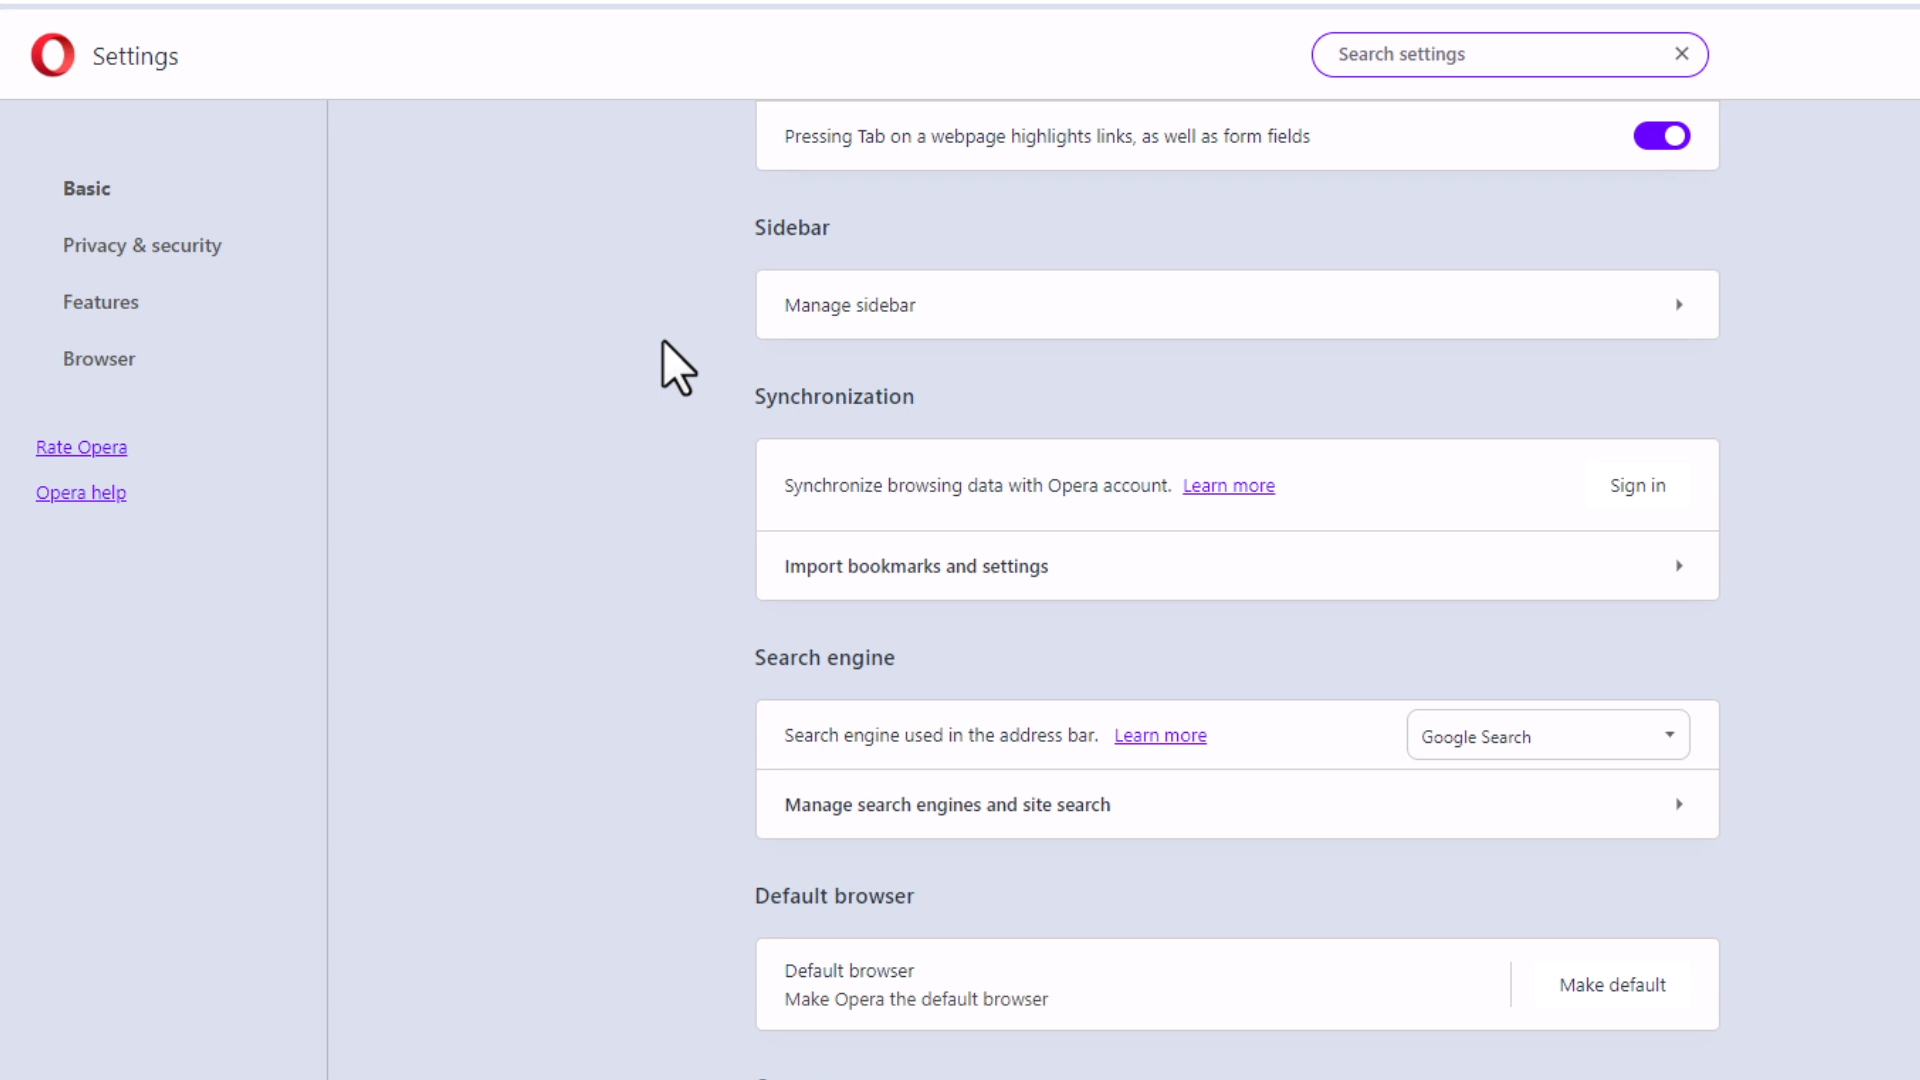 Settings
Search settings
Basic
Privacy & security
Features
Browser
Rate Opera
Opera help
Pressing Tab on a webpage highlights links, as well as form fields
Sidebar
Manage sidebar
Synchronization
Synchronize browsing data with Opera account. Learn more
Sign in
Import bookmarks and settings
Search engine
Search engine used in the address bar. Learn more
Google Search
Manage search engines and site search
Default browser
Default browser
Make Opera the default browser
Make default